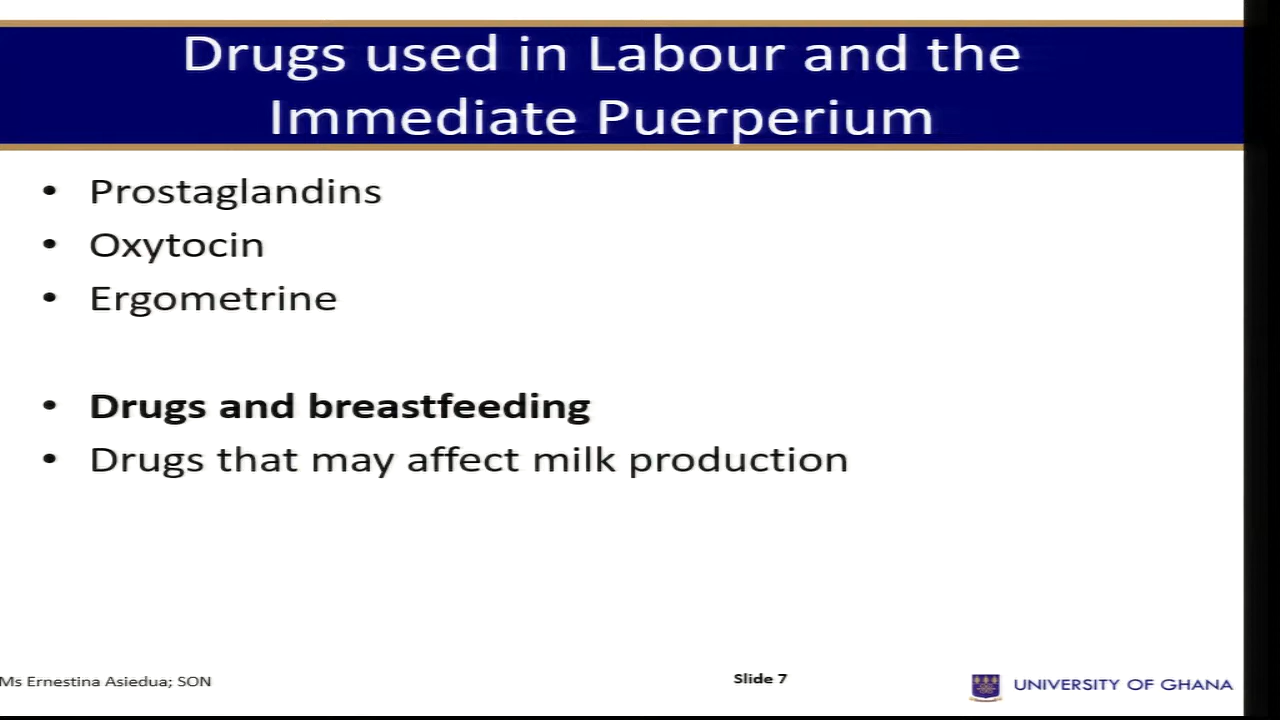 Drugs used in Labour and the
Immediate Puerperium
• Prostaglandins
• Oxytocin
• Ergometrine
• Drugs and breastfeeding
• Drugs that may affect milk production
Ms Ernestina Asiedua; SON
Slide 7
UNIVERSITY OF GHANA